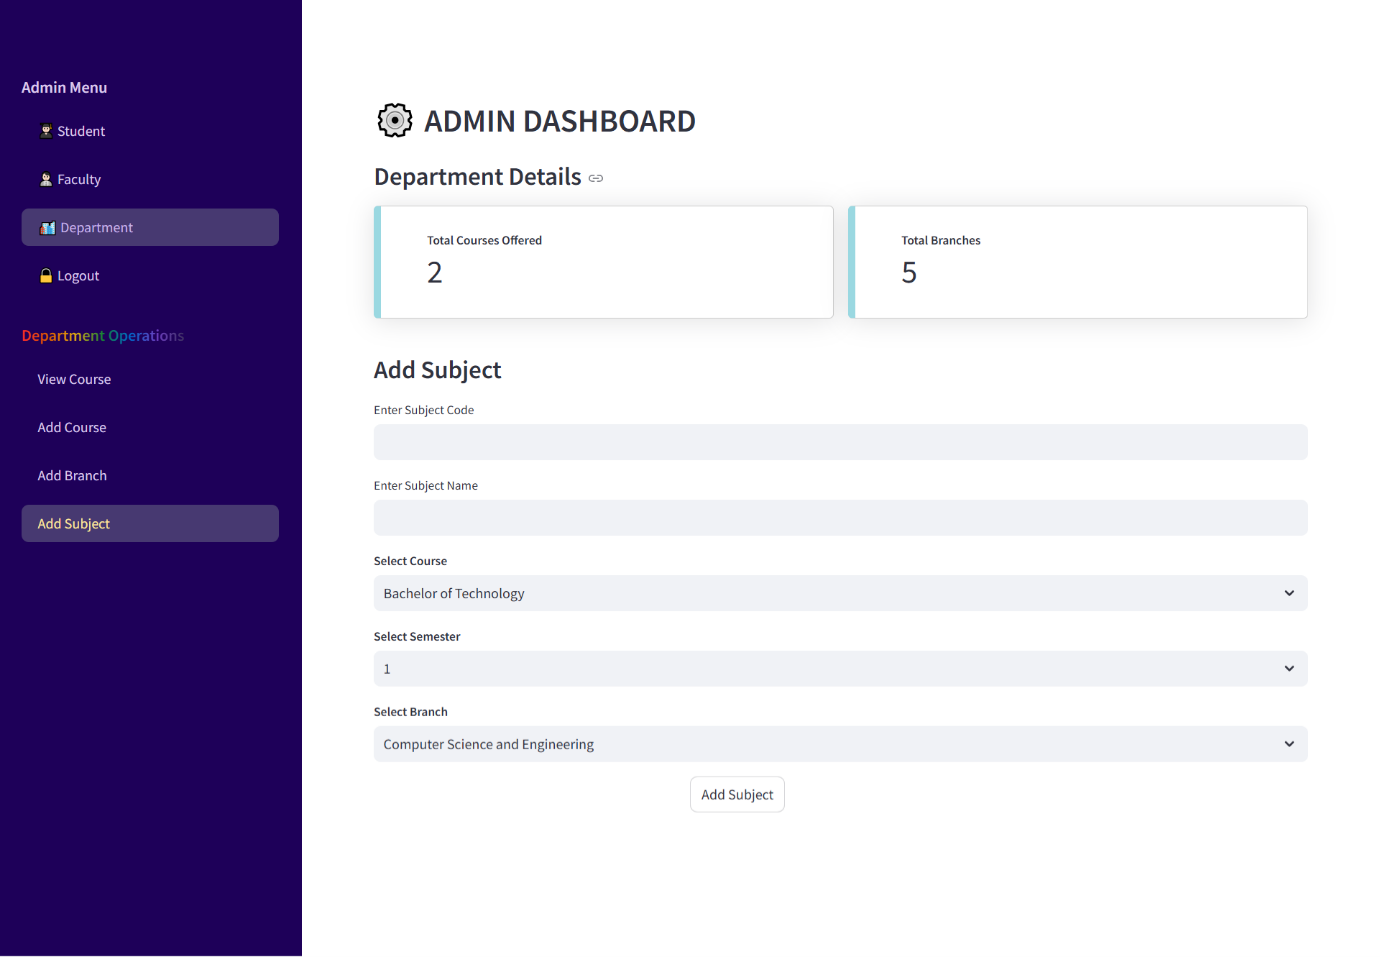 Admin Menu
Student
Faculty
Department
Logout
Department Operations
View Course
Add Course
Add Branch
Add Subject
ADMIN DASHBOARD
Department Details
Total Courses Offered
2
Total Branches
5
Add Subject
Enter Subject Code
Enter Subject Name
Select Course
Bachelor of Technology
Select Semester
1
Select Branch
Computer Science and Engineering
Add Subject